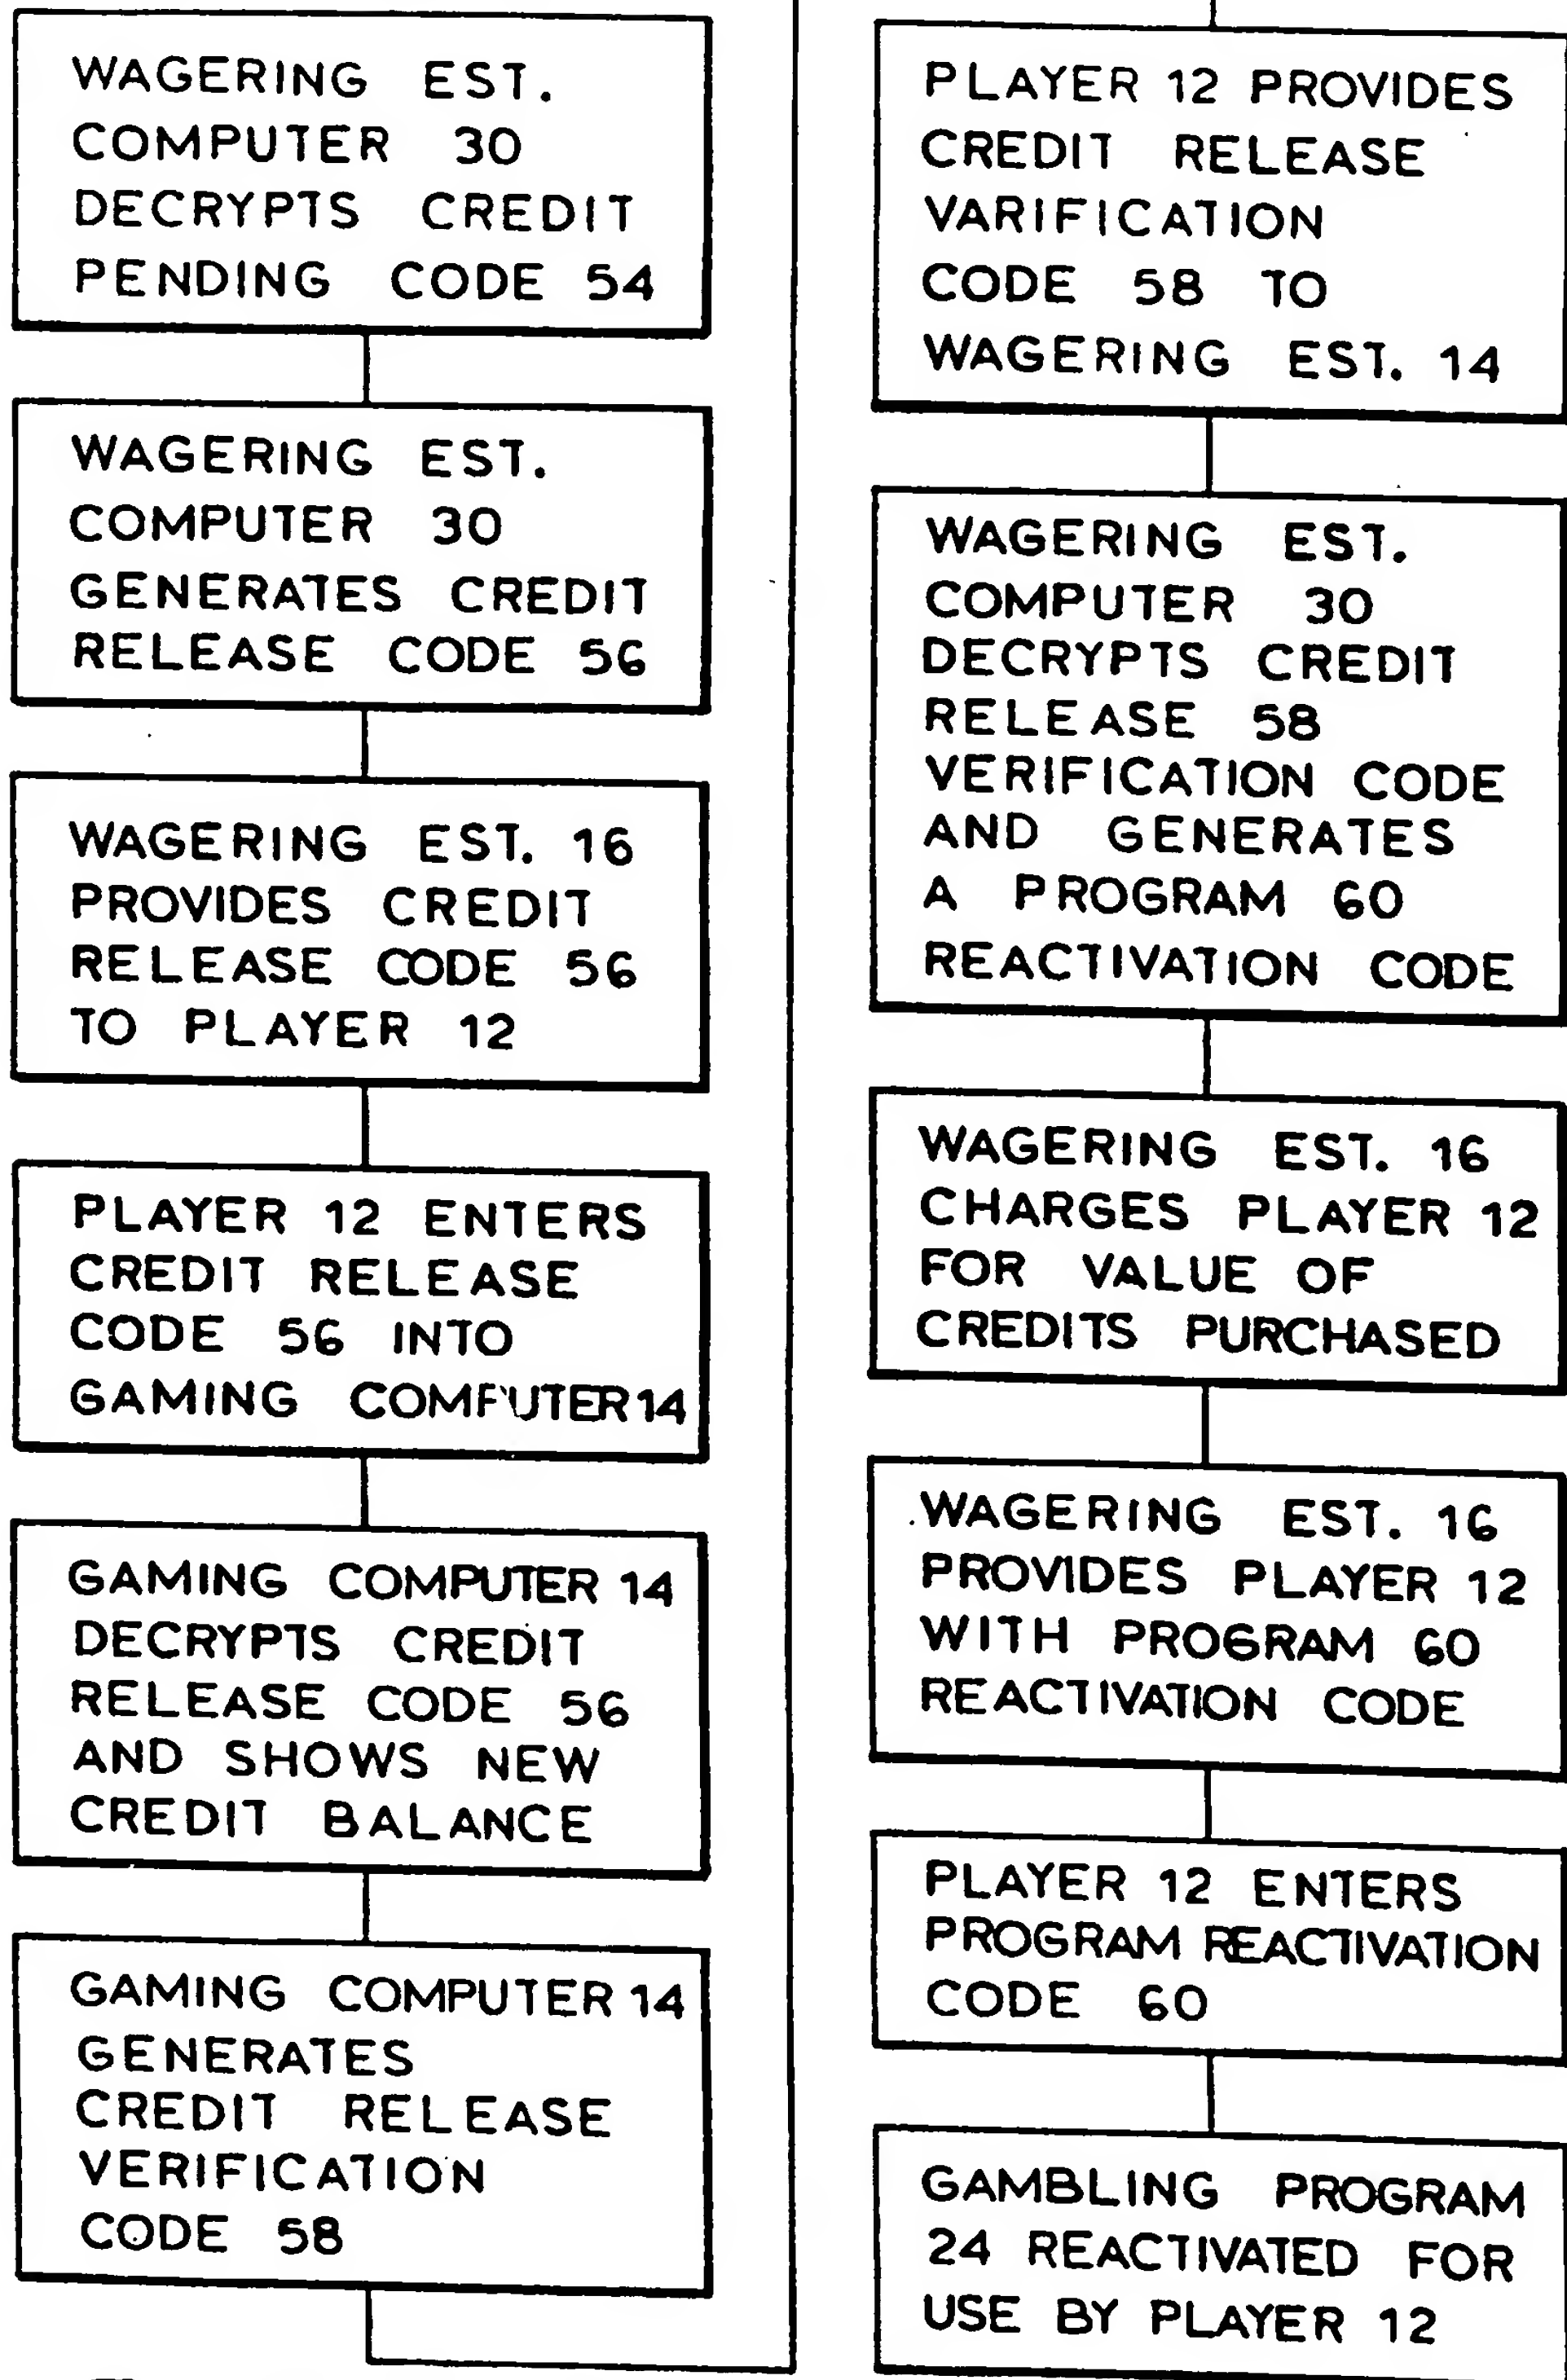 WAGERING EST.
COMPUTER 30
DECRYPTS CREDIT
PENDING CODE 54
WAGERING EST.
COMPUTER 30
GENERATES CREDIT
RELEASE CODE 56
WAGERING EST. 16
PROVIDES CREDIT
RELEASE CODE 56
TO PLAYER 12
PLAYER 12 ENTERS
CREDIT RELEASE
CODE 56 INTO
GAMING COMPUTER 14
GAMING COMPUTER 14
DECRYPTS CREDIT
RELEASE CODE 56
AND SHOWS NEW
CREDIT BALANCE
GAMING COMPUTER 14
GENERATES
CREDIT RELEASE
VERIFICATION
CODE 58
PLAYER 12 PROVIDES
CREDIT RELEASE
VARIFICATION
CODE 58 TO
WAGERING EST. 14
WAGERING EST.
COMPUTER 30
DECRYPTS CREDIT
RELEASE 58
VERIFICATION CODE
AND GENERATES
A PROGRAM 60
REACTIVATION CODE
WAGERING EST. 16
CHARGES PLAYER 12
FOR VALUE OF
CREDITS PURCHASED
WAGERING EST. 16
PROVIDES PLAYER 12
WITH PROGRAM 60
REACTIVATION CODE
PLAYER 12 ENTERS
PROGRAM REACTIVATION
CODE 60
GAMBLING PROGRAM
24 REACTIVATED FOR
USE BY PLAYER 12